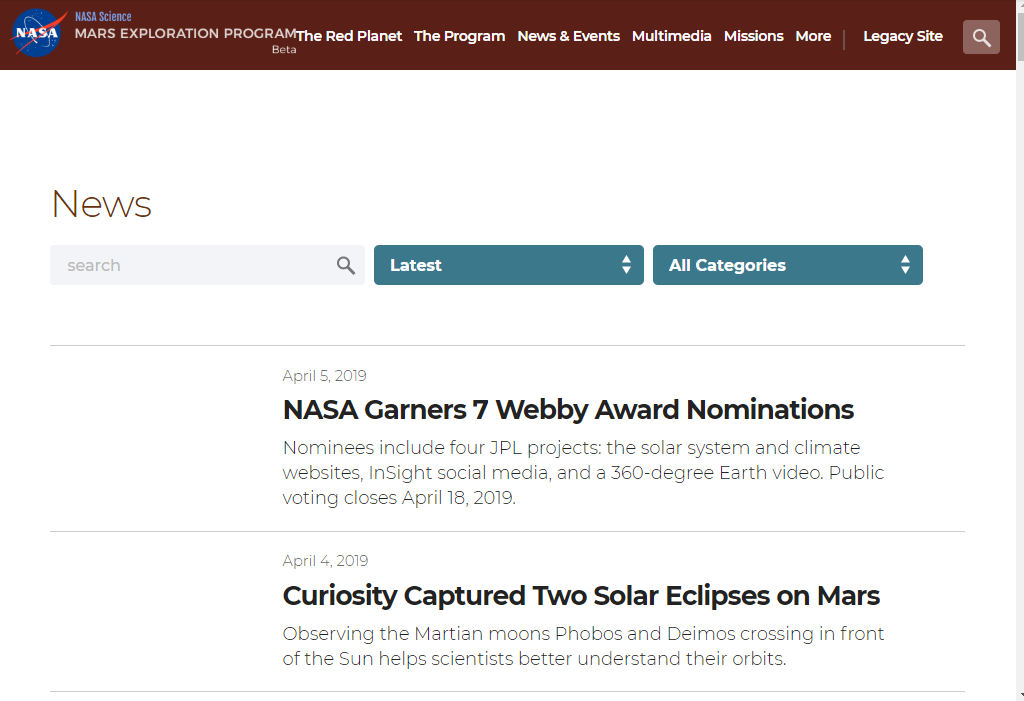 NASA
NASA Science
MARS EXPLORATION PROGRAM
Beta
The Red Planet The Program News & Events Multimedia Missions More | Legacy Site
News
search
Latest
All Categories
April 5, 2019
NASA Garners 7 Webby Award Nominations
Nominees include four JPL projects: the solar system and climate
websites, InSight social media, and a 360-degree Earth video. Public
voting closes April 18, 2019.
April 4, 2019
Curiosity Captured Two Solar Eclipses on Mars
Observing the Martian moons Phobos and Deimos crossing in front
of the Sun helps scientists better understand their orbits.